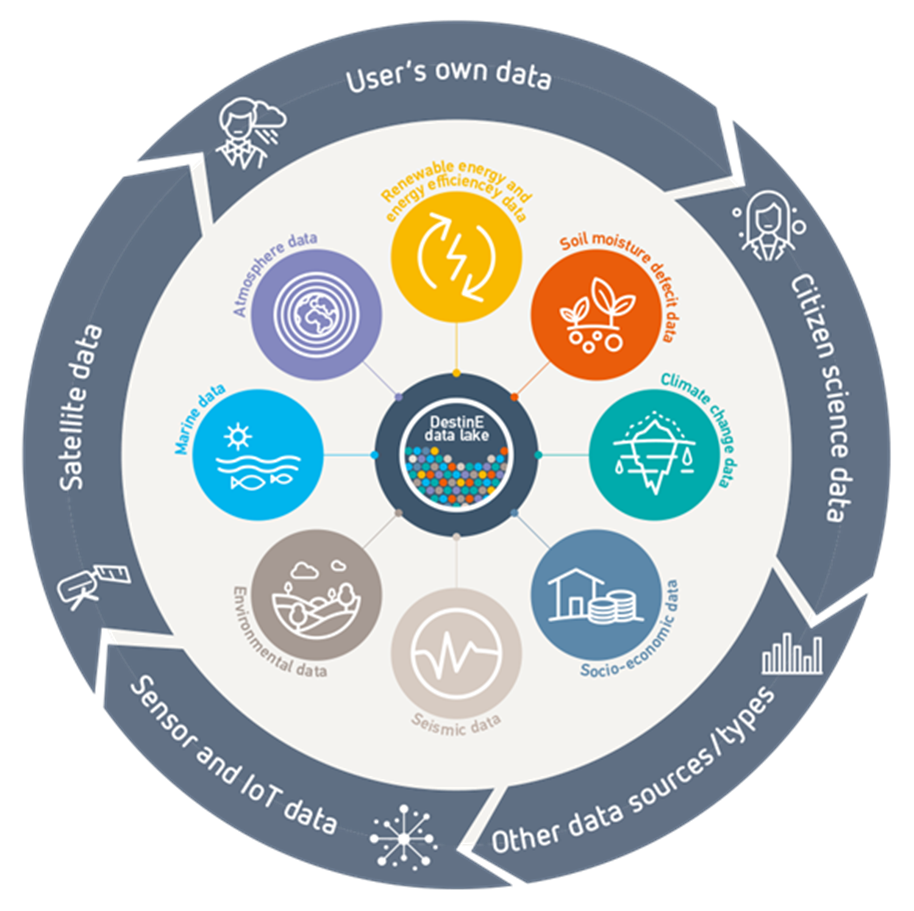 User's own data
Citizen science data
Other data sources/types
Sensor and IoT data
Satellite data
Renewable energy and
energy efficiencey data
Soil moisture defecit data
Climate change data
Socio-economic data
Seismic data
Environmental data
Marine data
Atmosphere data
DestinE
data lake